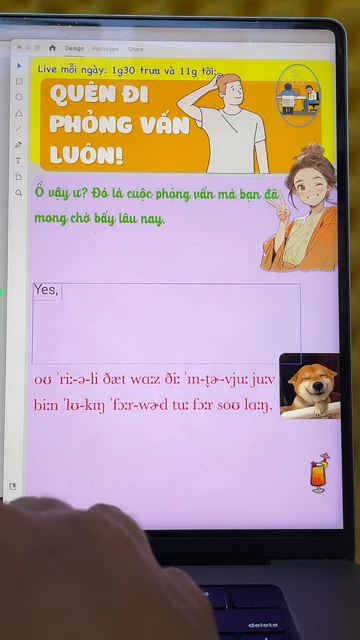 Design Prototype Share
Live mỗi ngày: 1g30 trưa và 11g tối
QUÊN ĐI
PHỎNG VẤN
LUÔN!
Ồ vậy ư? Đó là cuộc phỏng vấn mà bạn đã
mong chờ bấy lâu nay.
Yes,
oʊ ˈriː-ə-li ðæt wɑːz ðiː ˈɪn-t̬ɚ-vjuː juːv
biːn ˈlʊ-kɪŋ ˈfɔːr-wɚd tuː fɔːr soʊ lɑːŋ.
delete